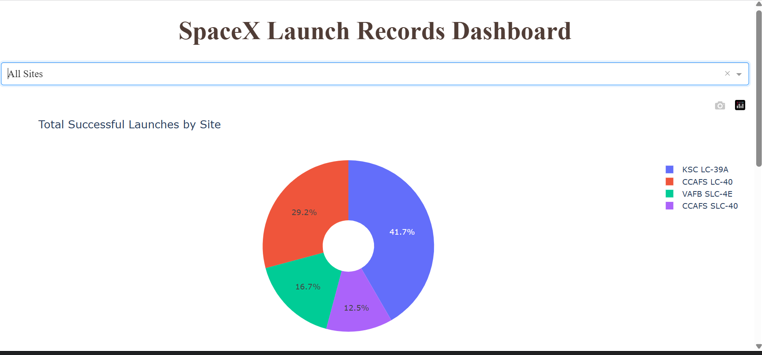 SpaceX Launch Records Dashboard
All Sites
Total Successful Launches by Site
KSC LC-39A
CCAFS LC-40
VAFB SLC-4E
CCAFS SLC-40
29.2%
41.7%
16.7%
12.5%